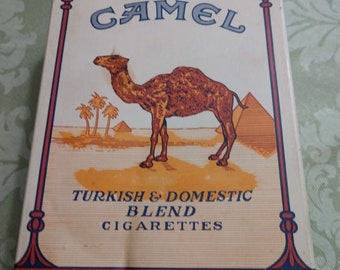 CAMEL
TURKISH & DOMESTIC
BLEND
CIGARETTES